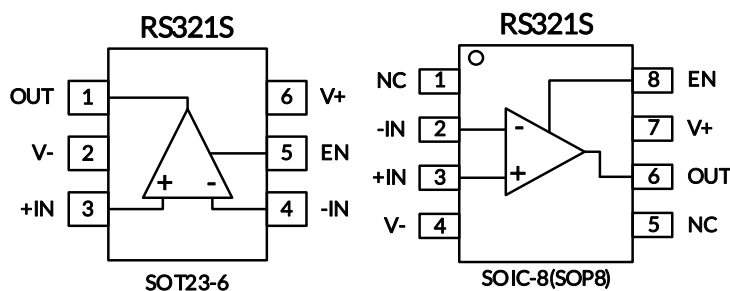 RS321S
OUT 1 6 V+
V- 2 5 EN
+IN 3 + - 4 -IN
SOT23-6
RS321S
NC 1 8 EN
-IN 2 - 7 V+
+IN 3 + 6 OUT
V- 4 5 NC
SOIC-8(SOP8)